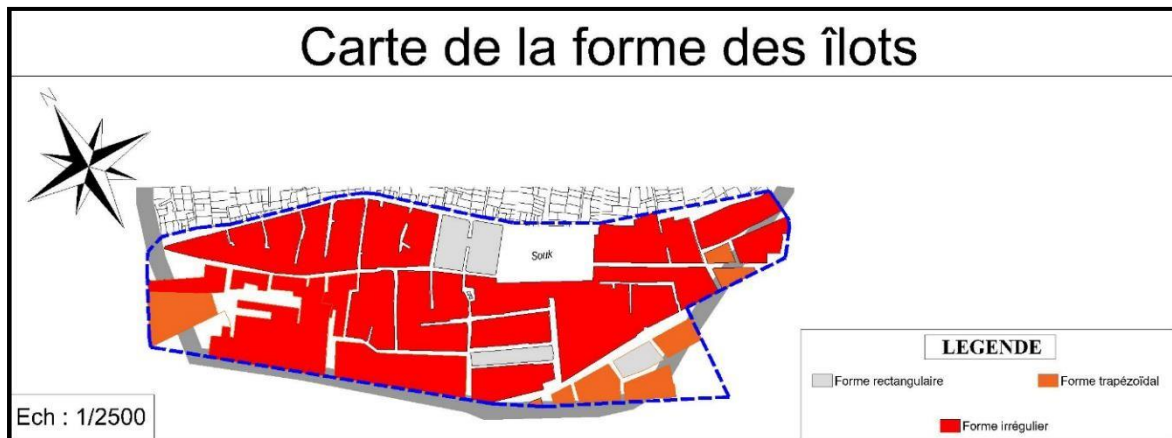 Carte de la forme des îlots
N
Souk
LEGENDE
Forme rectangulaire
Forme trapézoïdal
Forme irrégulier
Ech : 1/2500